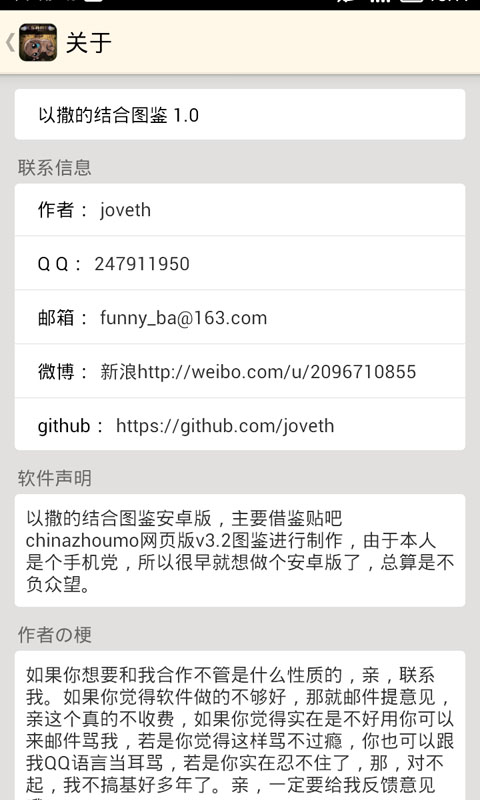 关于
以撒的结合图鉴 1.0
联系信息
作者： joveth
Q Q： 247911950
邮箱： funny_ba@163.com
微博： 新浪http://weibo.com/u/2096710855
github： https://github.com/joveth
软件声明
以撒的结合图鉴安卓版，主要借鉴贴吧
chinazhoumo网页版v3.2图鉴进行制作，由于本人
是个手机党，所以很早就想做个安卓版了，总算是不
负众望。
作者の梗
如果你想要和我合作不管是什么性质的，亲，联系
我。如果你觉得软件做的不够好，那就邮件提意见，
亲这个真的不收费，如果你觉得实在是不好用你可以
来邮件骂我，若是你觉得这样骂不过瘾，你也可以跟
我QQ语言当耳骂，若是你实在忍不住了，那，对不
起，我不搞基好多年了。亲，一定要给我反馈意见